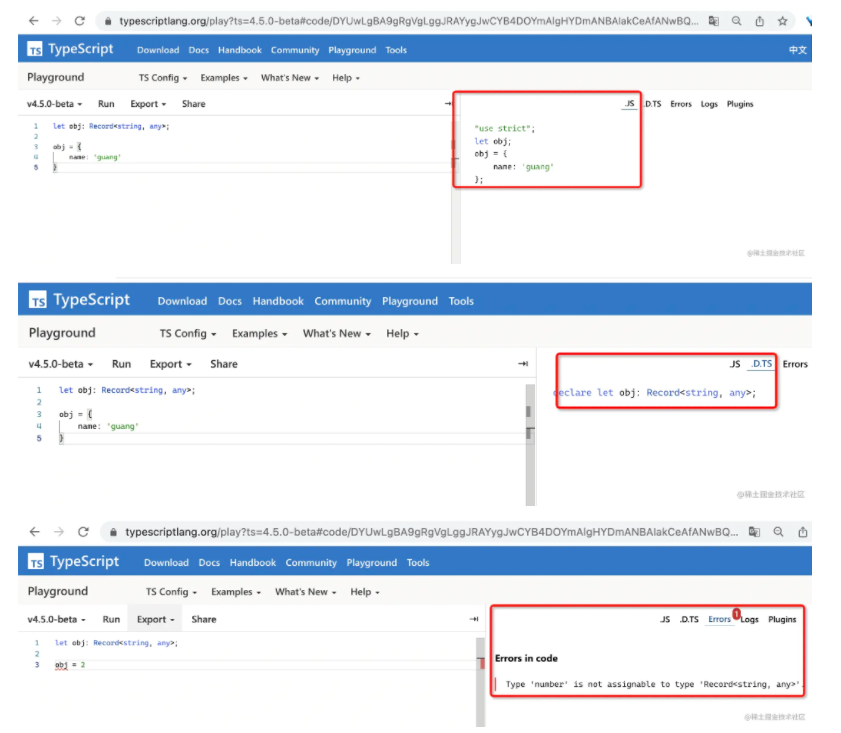 typescriptlang.org/play?ts=4.5.0-beta#code/DYUwLgBA9gRgVgLggJRAYygJwCYB4DOYmAlgHYDmANBAIakCeAfANwBQ...
TS TypeScript Download Docs Handbook Community Playground Tools 中文
Playground TS Config Examples What's New Help
v4.5.0-beta Run Export Share .JS .D.TS Errors Logs Plugins
1 let obj: Record<string, any>;
2
3 obj = {
4 name: 'guang'
5 }
"use strict";
let obj;
obj = {
name: 'guang'
};
@稀土掘金技术社区
TS TypeScript Download Docs Handbook Community Playground Tools
Playground TS Config Examples What's New Help
v4.5.0-beta Run Export Share .JS .D.TS Errors
1 let obj: Record<string, any>;
2
3 obj = {
4 name: 'guang'
5 }
declare let obj: Record<string, any>;
@稀土掘金技术社区
typescriptlang.org/play?ts=4.5.0-beta#code/DYUwLgBA9gRgVgLggJRAYygJwCYB4DOYmAlgHYDmANBAIakCeAfANwBQ...
TS TypeScript Download Docs Handbook Community Playground Tools
Playground TS Config Examples What's New Help
v4.5.0-beta Run Export Share .JS .D.TS Errors 1 Logs Plugins
1 let obj: Record<string, any>;
2
3 obj = 2
Errors in code
Type 'number' is not assignable to type 'Record<string, any>'.
@稀土掘金技术社区